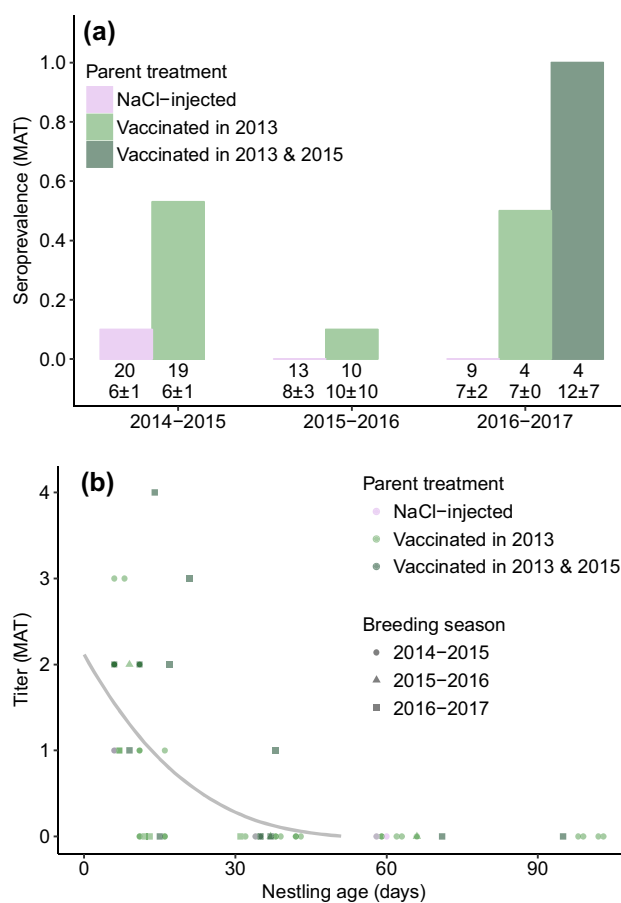 (a)
Parent treatment
NaCl−injected
Vaccinated in 2013
Vaccinated in 2013 & 2015
Seroprevalence (MAT)
1.0
0.8
0.6
0.4
0.2
0.0
20 19 13 10 9 4 4
6±1 6±1 8±3 10±10 7±2 7±0 12±7
2014−2015 2015−2016 2016−2017
(b)
Parent treatment
NaCl−injected
Vaccinated in 2013
Vaccinated in 2013 & 2015
Breeding season
2014−2015
2015−2016
2016−2017
Titer (MAT)
4
3
2
1
0
0 30 60 90
Nestling age (days)